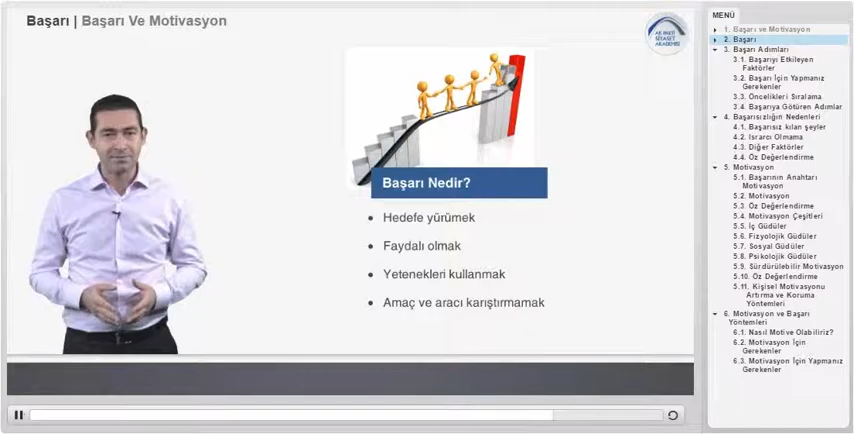 Başarı | Başarı Ve Motivasyon
AK PARTİ
SİYASET
AKADEMİSİ
Başarı Nedir?
Hedefe yürümek
Faydalı olmak
Yetenekleri kullanmak
Amaç ve aracı karıştırmamak
MENÜ
1. Başarı ve Motivasyon
2. Başarı
3. Başarı Adımları
3.1. Başarıyı Etkileyen
Faktörler
3.2. Başarı İçin Yapmanız
Gerekenler
3.3. Öncelikleri Sıralama
3.4. Başarıya Götüren Adımlar
4. Başarısızlığın Nedenleri
4.1. Başarısız kılan şeyler
4.2. Israrcı Olmama
4.3. Diğer Faktörler
4.4. Öz Değerlendirme
5. Motivasyon
5.1. Başarının Anahtarı
Motivasyon
5.2. Motivasyon
5.3. Öz Değerlendirme
5.4. Motivasyon Çeşitleri
5.5. İç Güdüler
5.6. Fizyolojik Güdüler
5.7. Sosyal Güdüler
5.8. Psikolojik Güdüler
5.9. Sürdürülebilir Motivasyon
5.10. Öz Değerlendirme
5.11. Kişisel Motivasyonu
Artırma ve Koruma
Yöntemleri
6. Motivasyon ve Başarı
Yöntemleri
6.1. Nasıl Motive Olabiliriz?
6.2. Motivasyon İçin
Gerekenler
6.3. Motivasyon İçin Yapmanız
Gerekenler